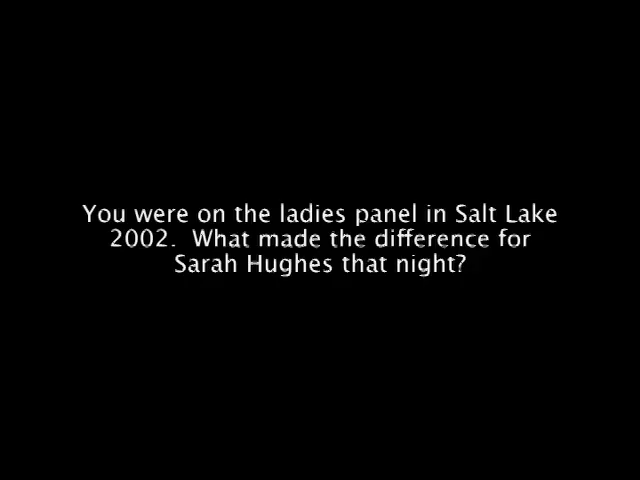 You were on the ladies panel in Salt Lake
2002.  What made the difference for
Sarah Hughes that night?